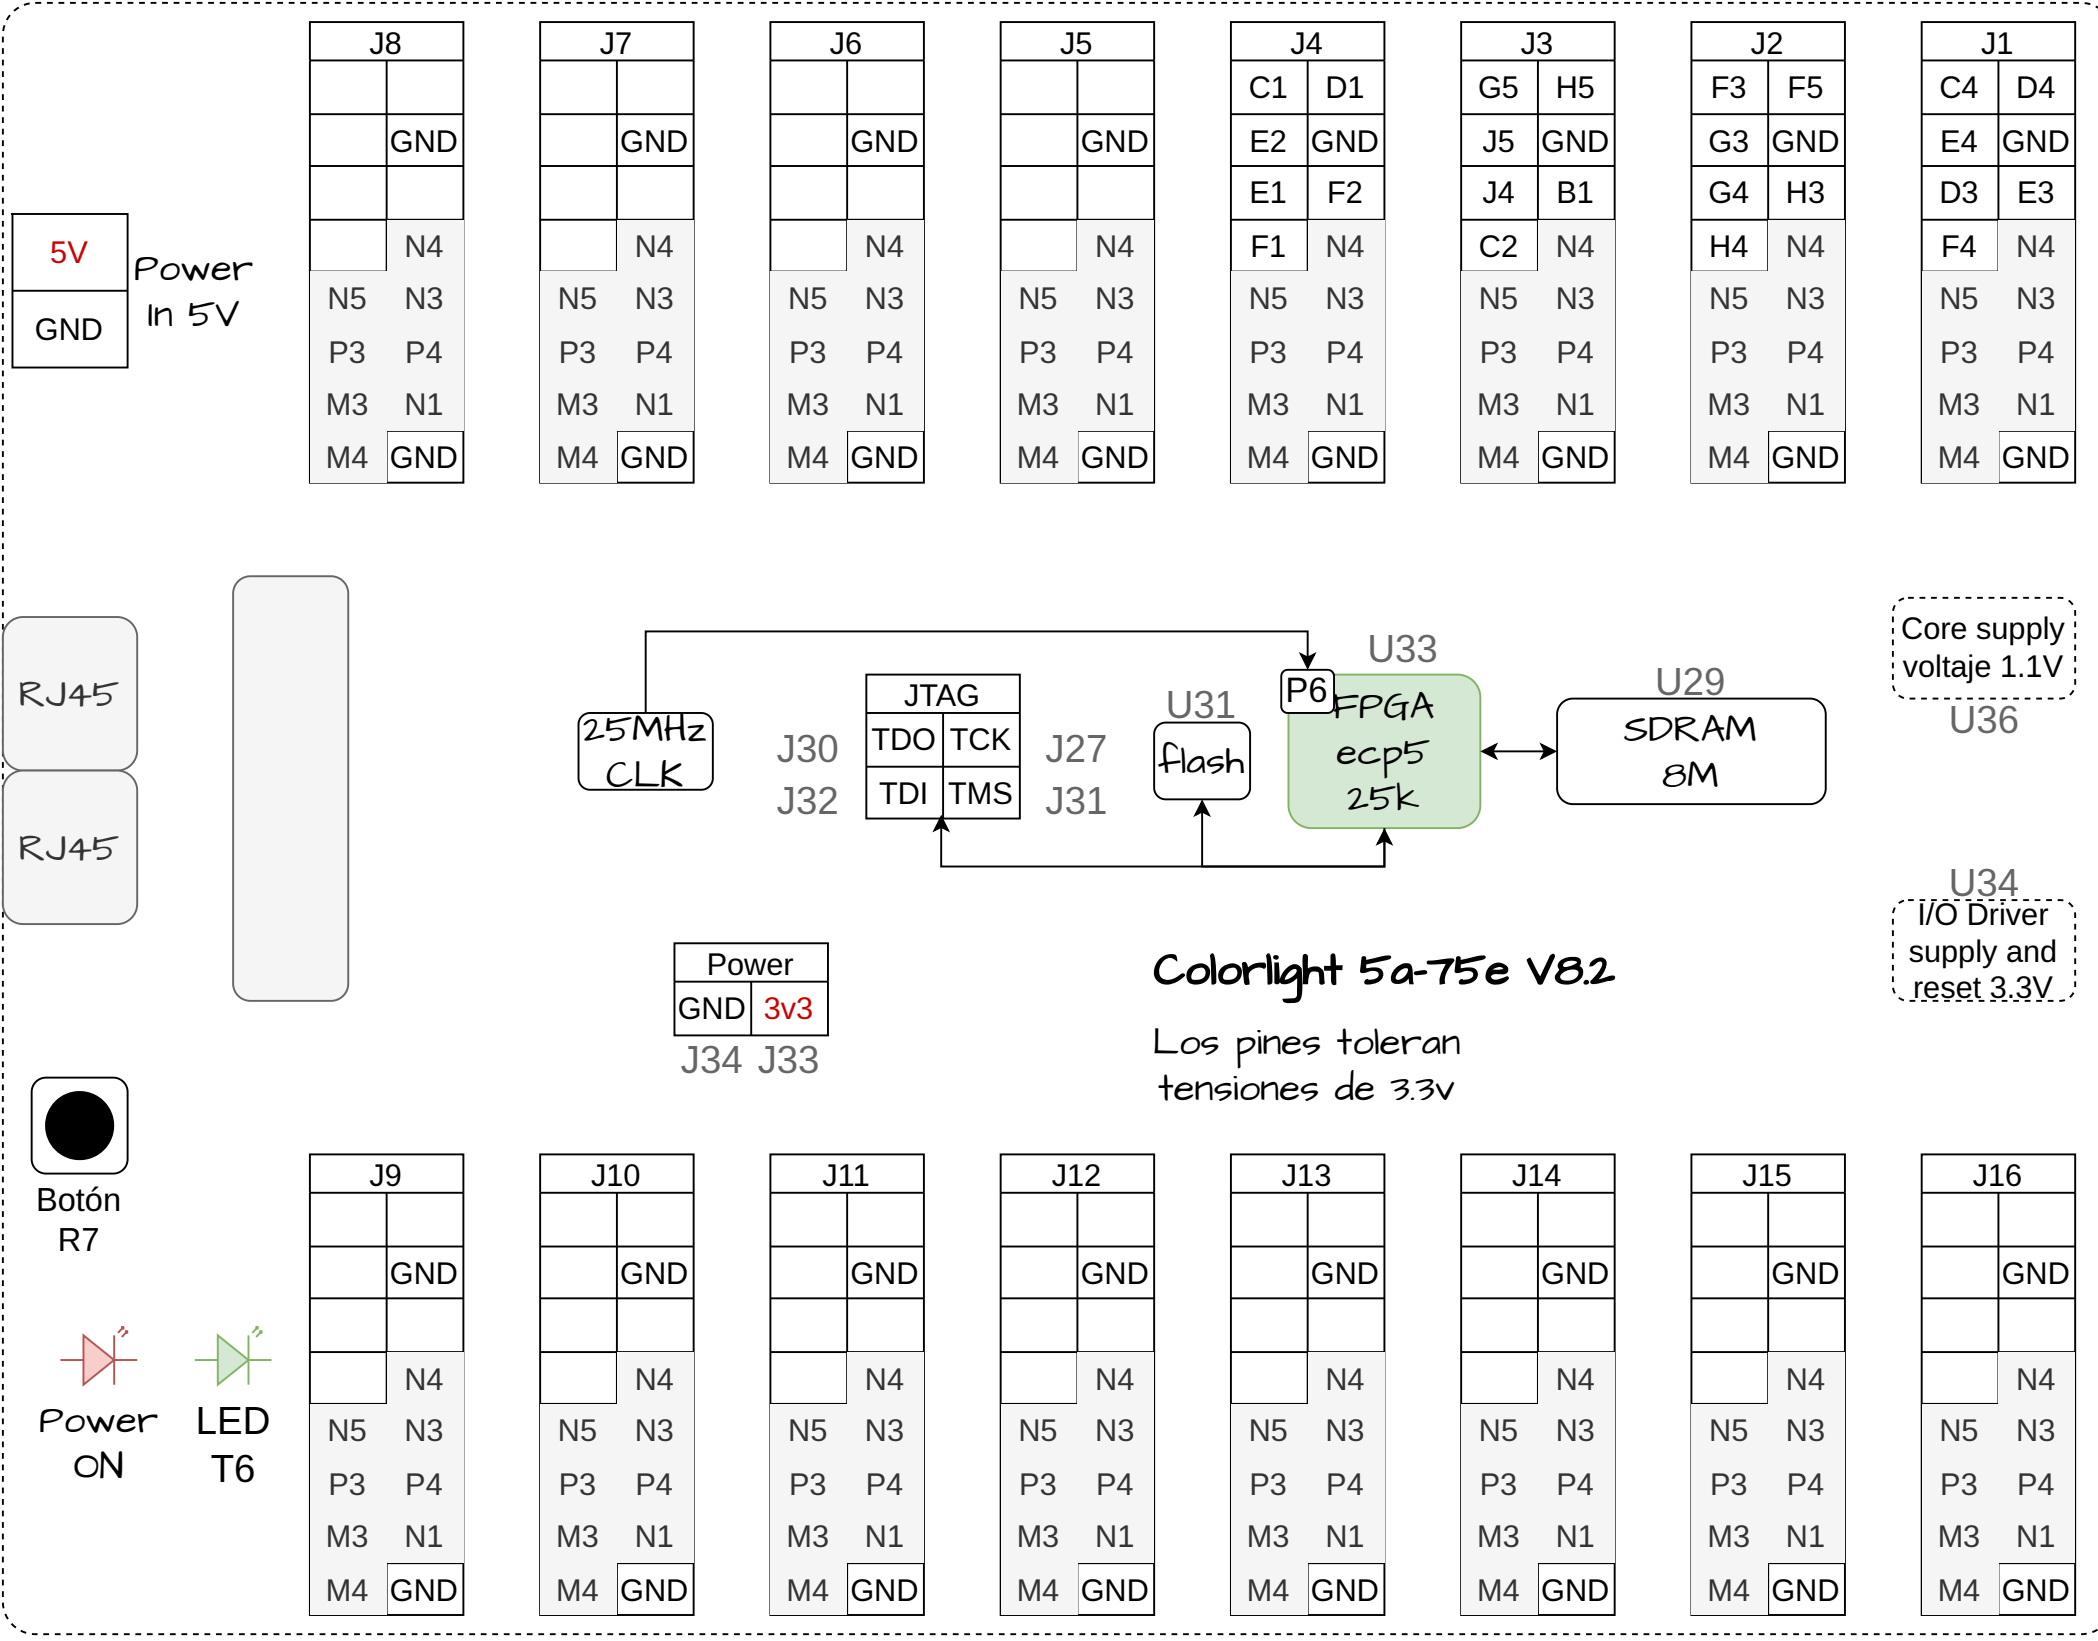 J8 J7 J6 J5 J4 J3 J2 J1
C1 D1 G5 H5 F3 F5 C4 D4
GND GND GND GND E2 GND J5 GND G3 GND E4 GND
E1 F2 J4 B1 G4 H3 D3 E3
N4 N4 N4 N4 F1 N4 C2 N4 H4 N4 F4 N4
N5 N3 N5 N3 N5 N3 N5 N3 N5 N3 N5 N3 N5 N3 N5 N3
P3 P4 P3 P4 P3 P4 P3 P4 P3 P4 P3 P4 P3 P4 P3 P4
M3 N1 M3 N1 M3 N1 M3 N1 M3 N1 M3 N1 M3 N1 M3 N1
M4 GND M4 GND M4 GND M4 GND M4 GND M4 GND M4 GND M4 GND
5V
GND
Power
In 5V
RJ45
RJ45
25MHz
CLK
JTAG
TDO TCK
TDI TMS
J30
J32
J27
J31
U31
flash
U33
P6
FPGA
ecp5
25k
U29
SDRAM
8M
Core supply
voltaje 1.1V
U36
U34
I/O Driver
supply and
reset 3.3V
Power
GND 3v3
J34 J33
Colorlight 5a-75e V8.2
Los pines toleran
tensiones de 3.3v
Botón
R7
Power
ON
LED
T6
J9 J10 J11 J12 J13 J14 J15 J16
GND GND GND GND GND GND GND GND
N4 N4 N4 N4 N4 N4 N4 N4
N5 N3 N5 N3 N5 N3 N5 N3 N5 N3 N5 N3 N5 N3 N5 N3
P3 P4 P3 P4 P3 P4 P3 P4 P3 P4 P3 P4 P3 P4 P3 P4
M3 N1 M3 N1 M3 N1 M3 N1 M3 N1 M3 N1 M3 N1 M3 N1
M4 GND M4 GND M4 GND M4 GND M4 GND M4 GND M4 GND M4 GND